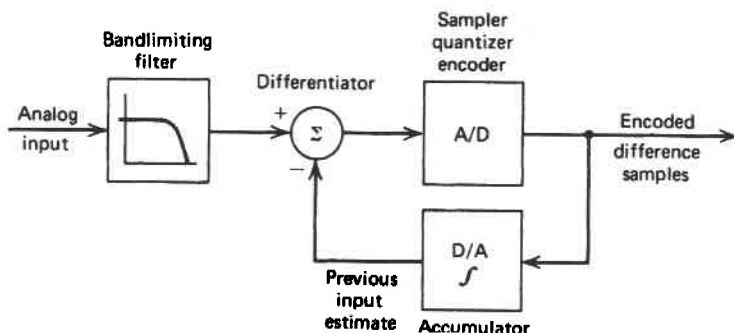 Bandlimiting
filter
Differentiator
Sampler
quantizer
encoder
Analog
input
+
Σ
−
A/D
Encoded
difference
samples
D/A
∫
Previous
input
estimate
Accumulator